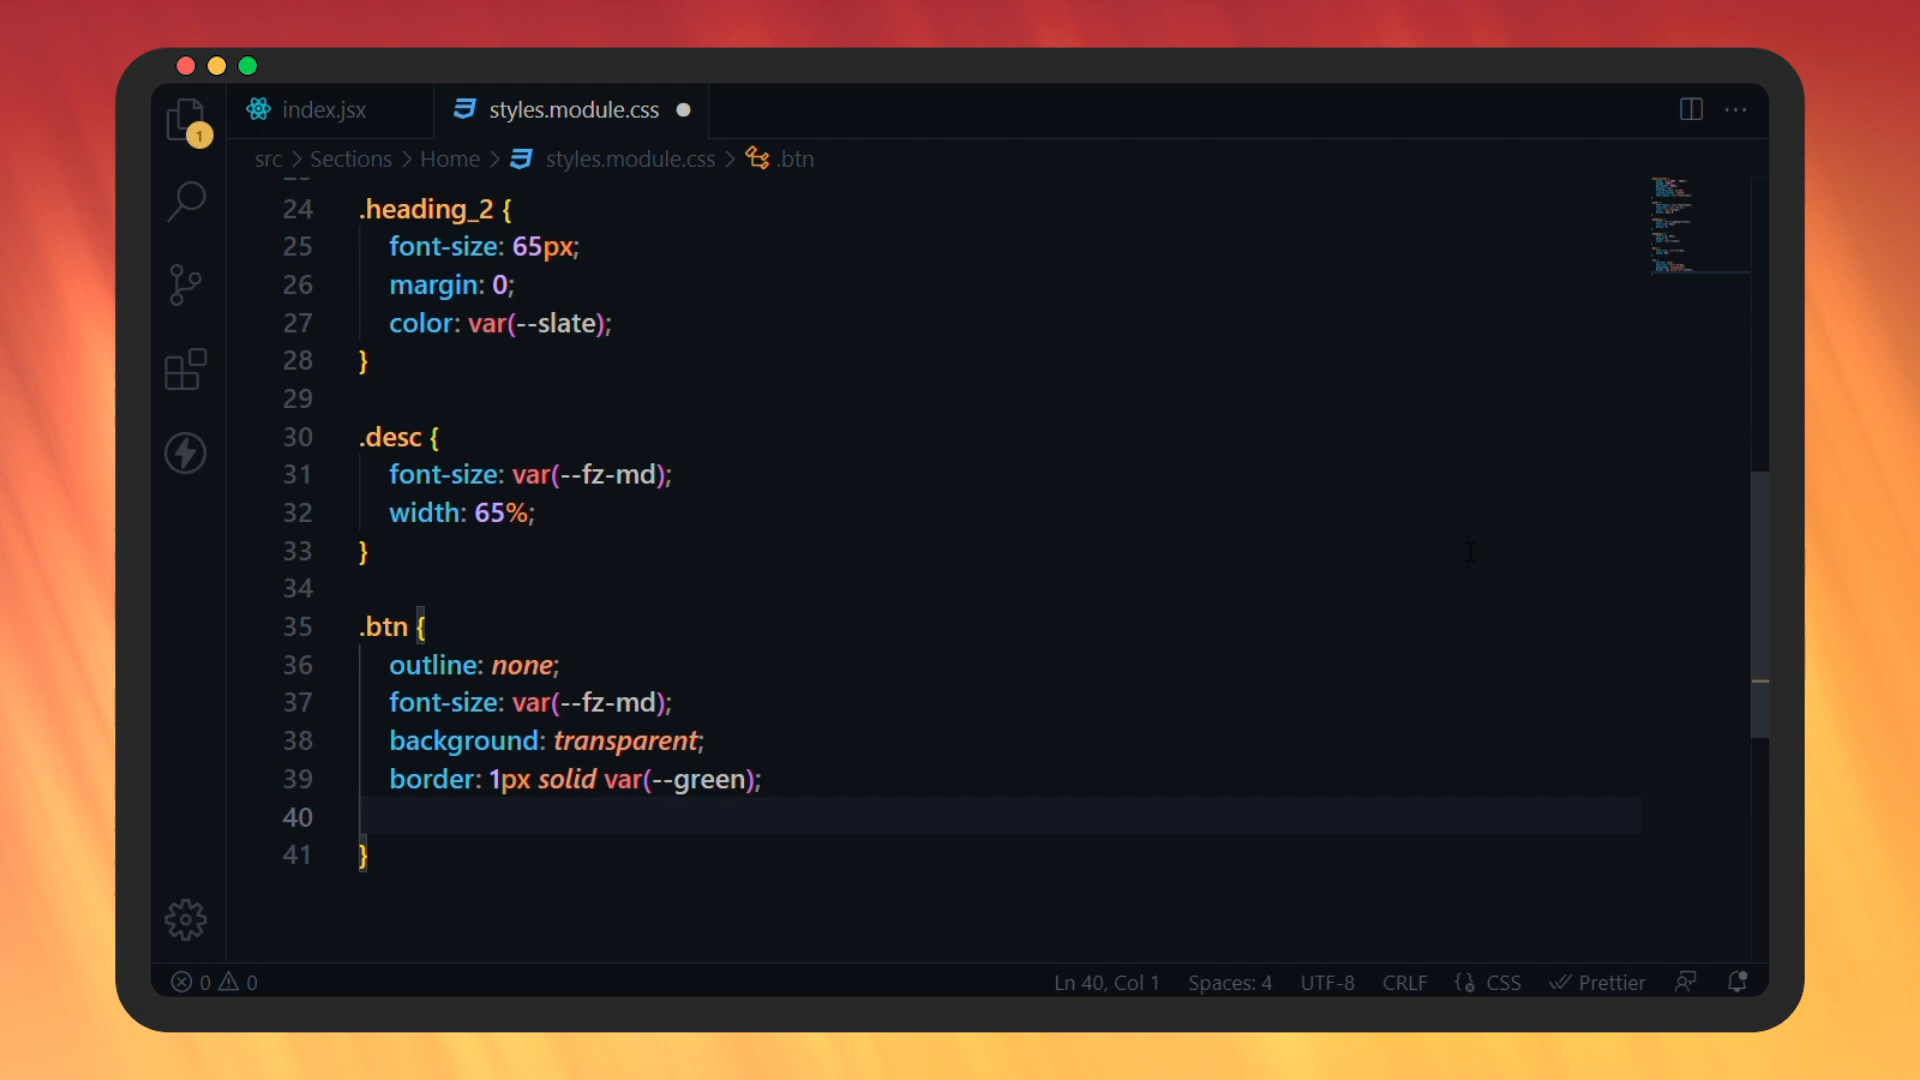 index.jsx
styles.module.css
1
src > Sections > Home > styles.module.css > .btn
24 .heading_2 {
25 font-size: 65px;
26 margin: 0;
27 color: var(--slate);
28 }
29
30 .desc {
31 font-size: var(--fz-md);
32 width: 65%;
33 }
34
35 .btn {
36 outline: none;
37 font-size: var(--fz-md);
38 background: transparent;
39 border: 1px solid var(--green);
40
41 }
0 0 Ln 40, Col 1 Spaces: 4 UTF-8 CRLF {} CSS Prettier